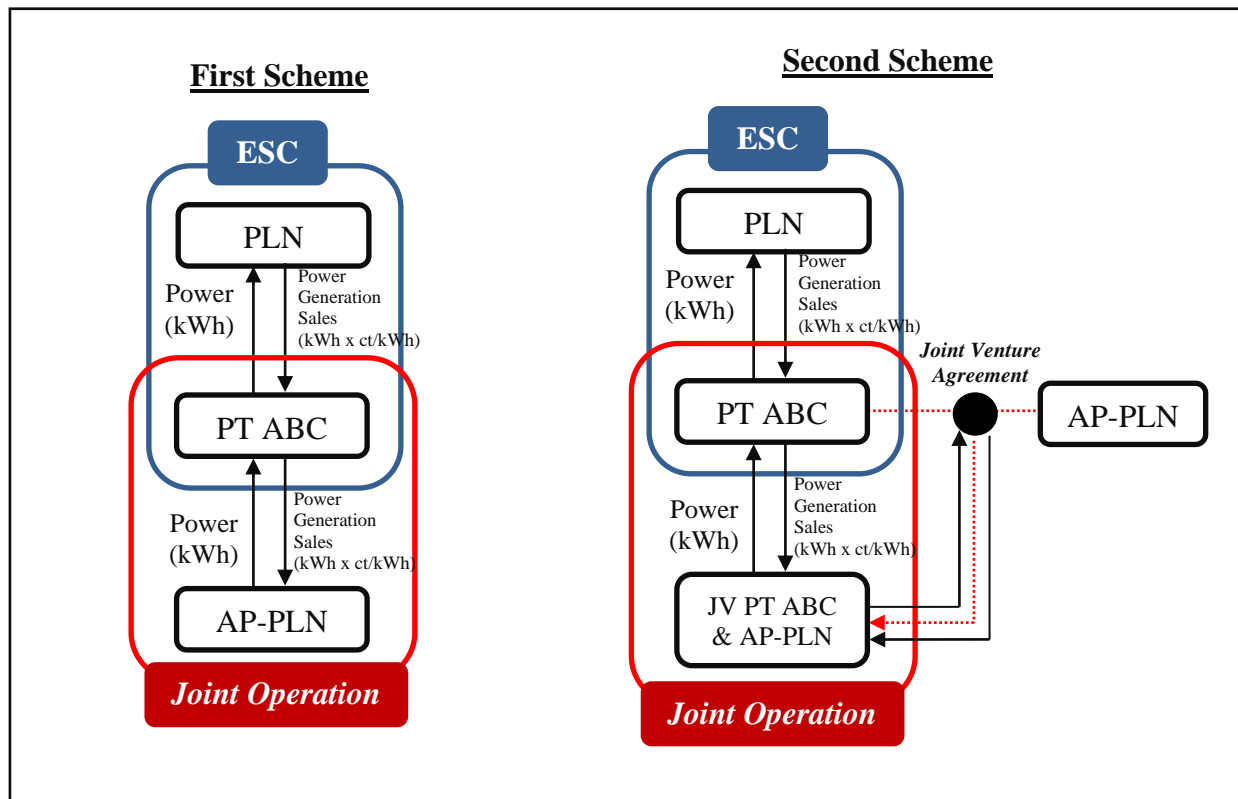 First Scheme
ESC
PLN
Power
(kWh)
Power
Generation
Sales
(kWh x ct/kWh)
PT ABC
Power
(kWh)
Power
Generation
Sales
(kWh x ct/kWh)
AP-PLN
Joint Operation
Second Scheme
ESC
PLN
Power
(kWh)
Power
Generation
Sales
(kWh x ct/kWh)
Joint Venture
Agreement
PT ABC
AP-PLN
Power
(kWh)
Power
Generation
Sales
(kWh x ct/kWh)
JV PT ABC
& AP-PLN
Joint Operation